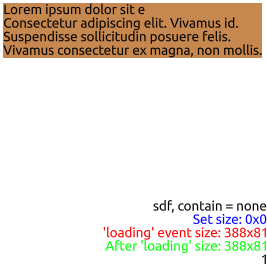 Lorem ipsum dolor sit e
Consectetur adipiscing elit. Vivamus id.
Suspendisse sollicitudin posuere felis.
Vivamus consectetur ex magna, non mollis.
sdf, contain = none
Set size: 0x0
'loading' event size: 388x81
After 'loading' size: 388x81
1